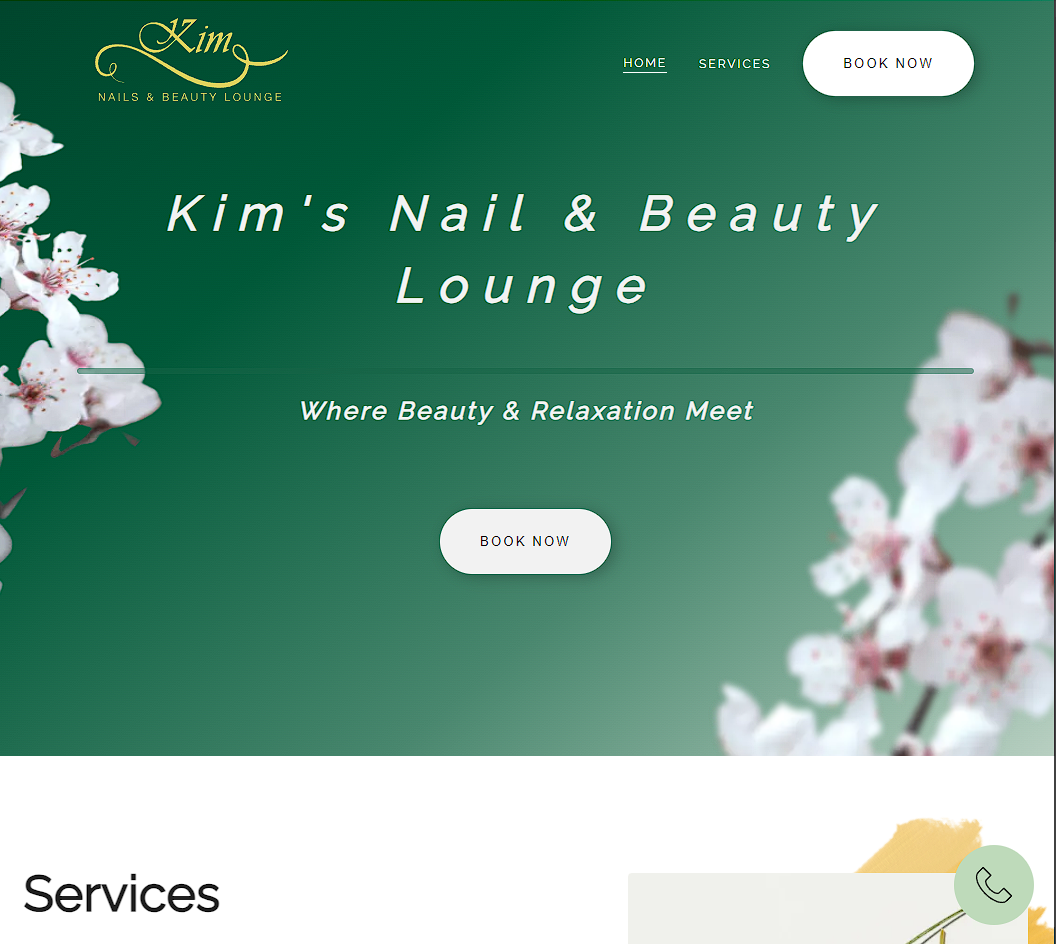 Kim
NAILS & BEAUTY LOUNGE
HOME
SERVICES
BOOK NOW
Kim's Nail & Beauty
Lounge
Where Beauty & Relaxation Meet
BOOK NOW
Services